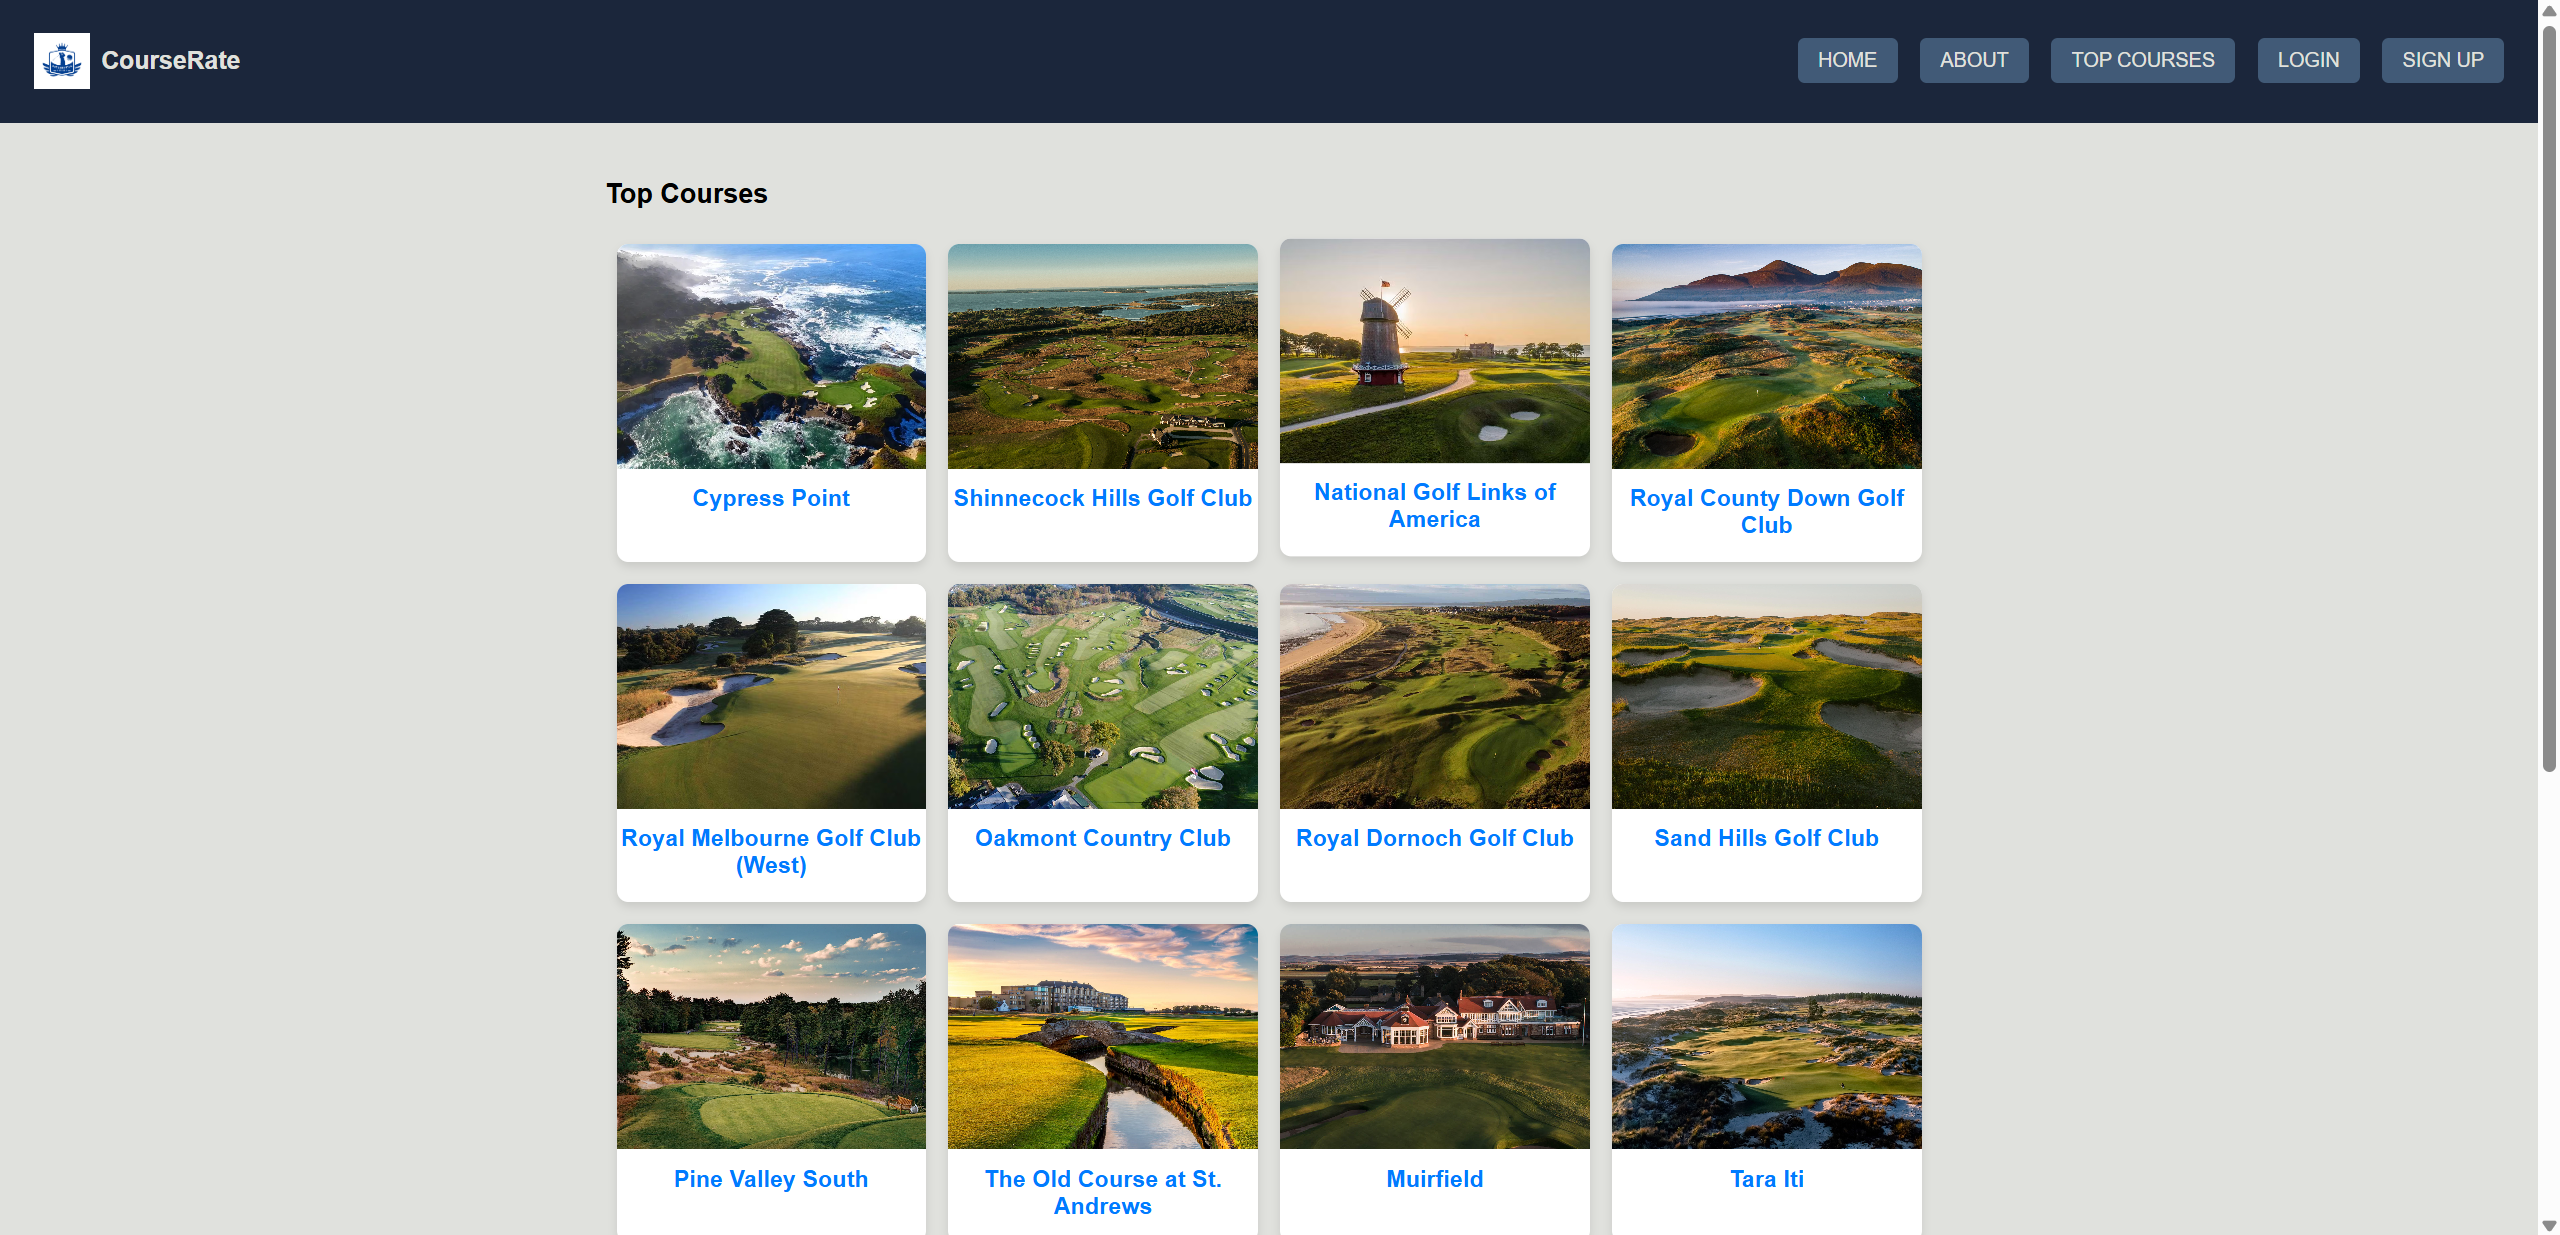 CourseRate
HOME
ABOUT
TOP COURSES
LOGIN
SIGN UP
Top Courses
Cypress Point
Shinnecock Hills Golf Club
National Golf Links of
America
Royal County Down Golf
Club
Royal Melbourne Golf Club
(West)
Oakmont Country Club
Royal Dornoch Golf Club
Sand Hills Golf Club
Pine Valley South
The Old Course at St.
Andrews
Muirfield
Tara Iti